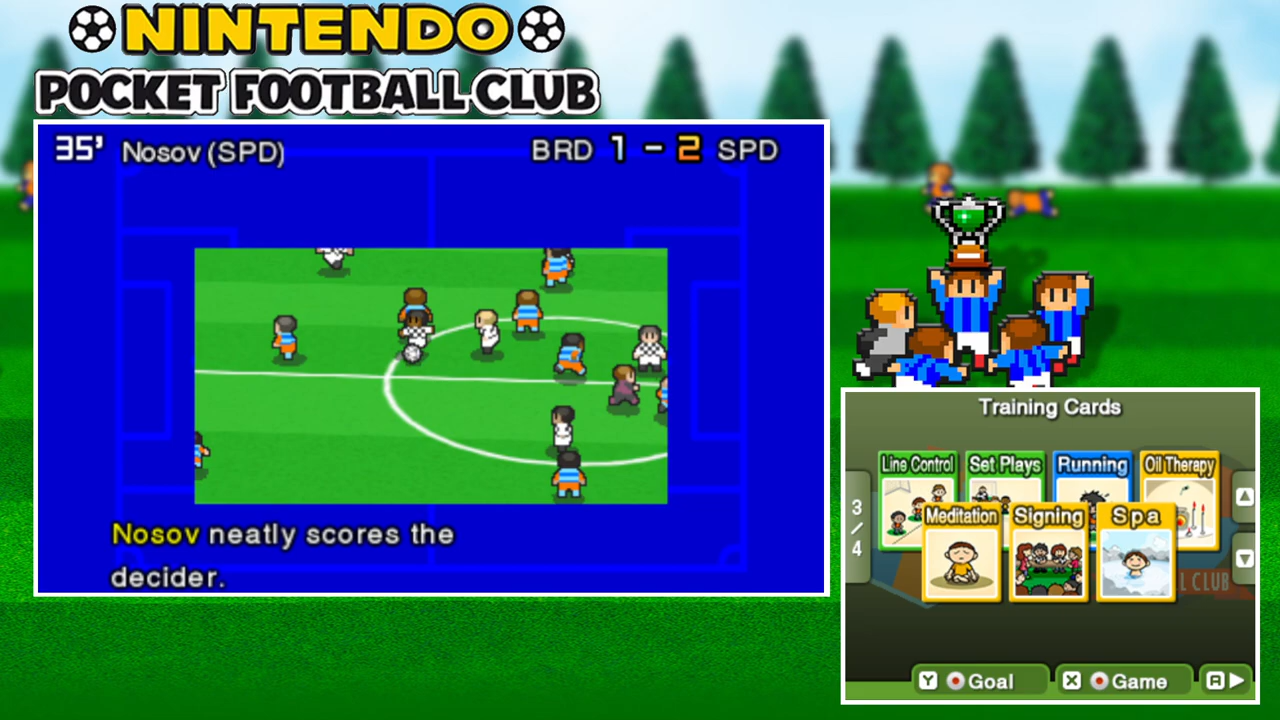 NINTENDO
POCKET FOOTBALL CLUB
35' Nosov (SPD) BRD 1 - 2 SPD
Nosov neatly scores the
decider.
Training Cards
Line Control Set Plays Running Oil Therapy
Meditation Signing Spa
3/4
L CLUB
Y Goal X Game R